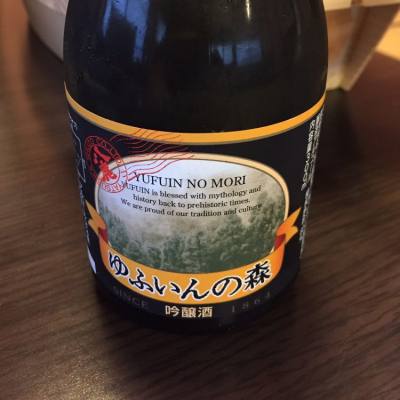 YUFUIN NO MORI
YUFUIN is blessed with mythology and
history back to prehistoric times.
We are proud of our tradition and culture.
ゆふいんの森
SINCE 1864
吟醸酒